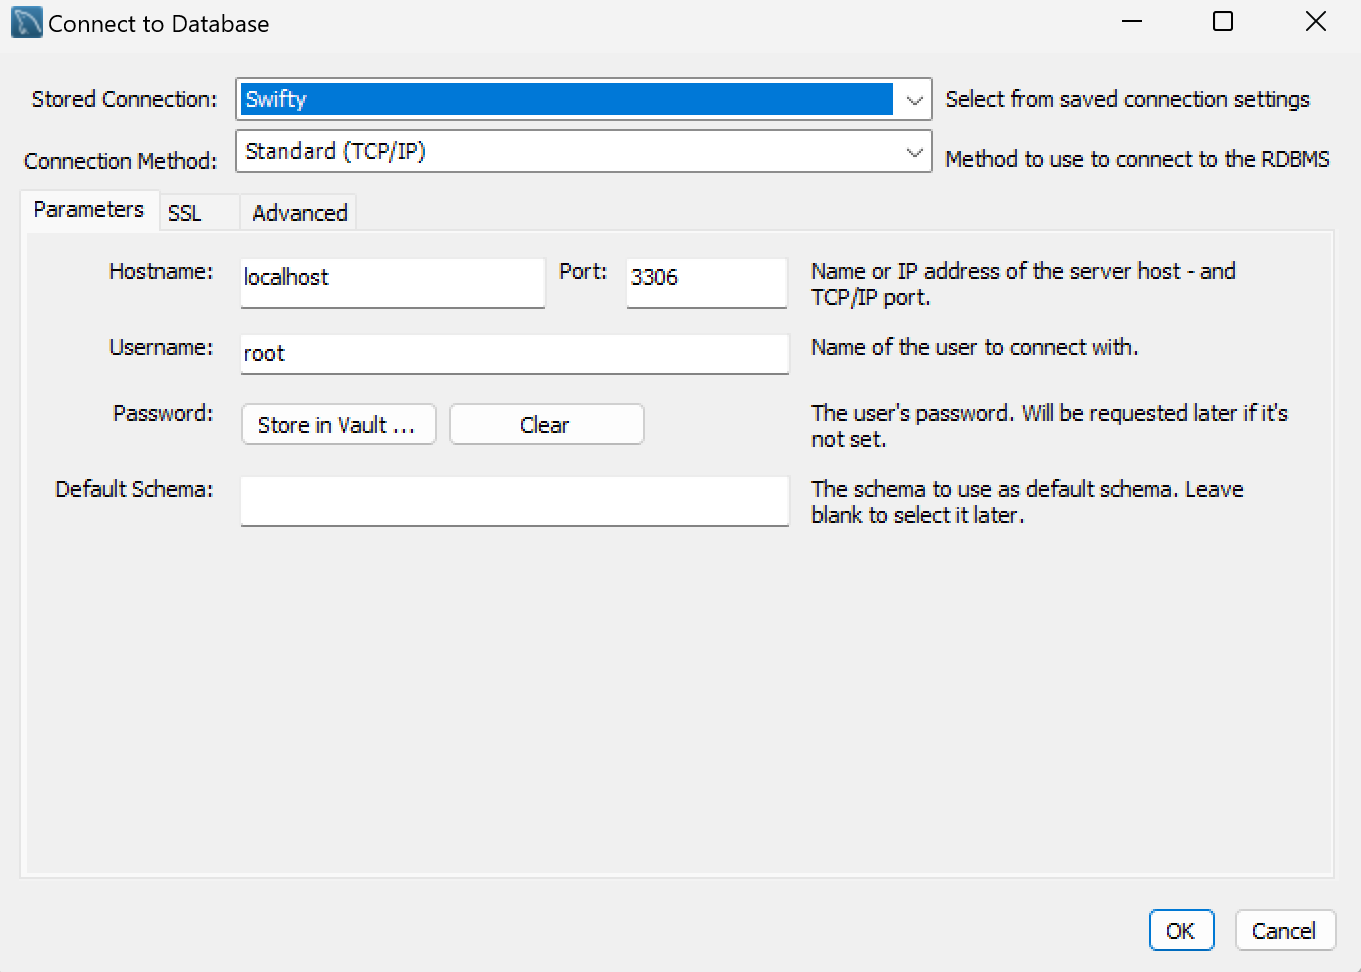 Connect to Database
Stored Connection: Swifty Select from saved connection settings
Connection Method: Standard (TCP/IP) Method to use to connect to the RDBMS
Parameters SSL Advanced
Hostname: localhost Port: 3306 Name or IP address of the server host - and
TCP/IP port.
Username: root Name of the user to connect with.
Password: Store in Vault ... Clear The user's password. Will be requested later if it's
not set.
Default Schema: The schema to use as default schema. Leave
blank to select it later.
OK Cancel